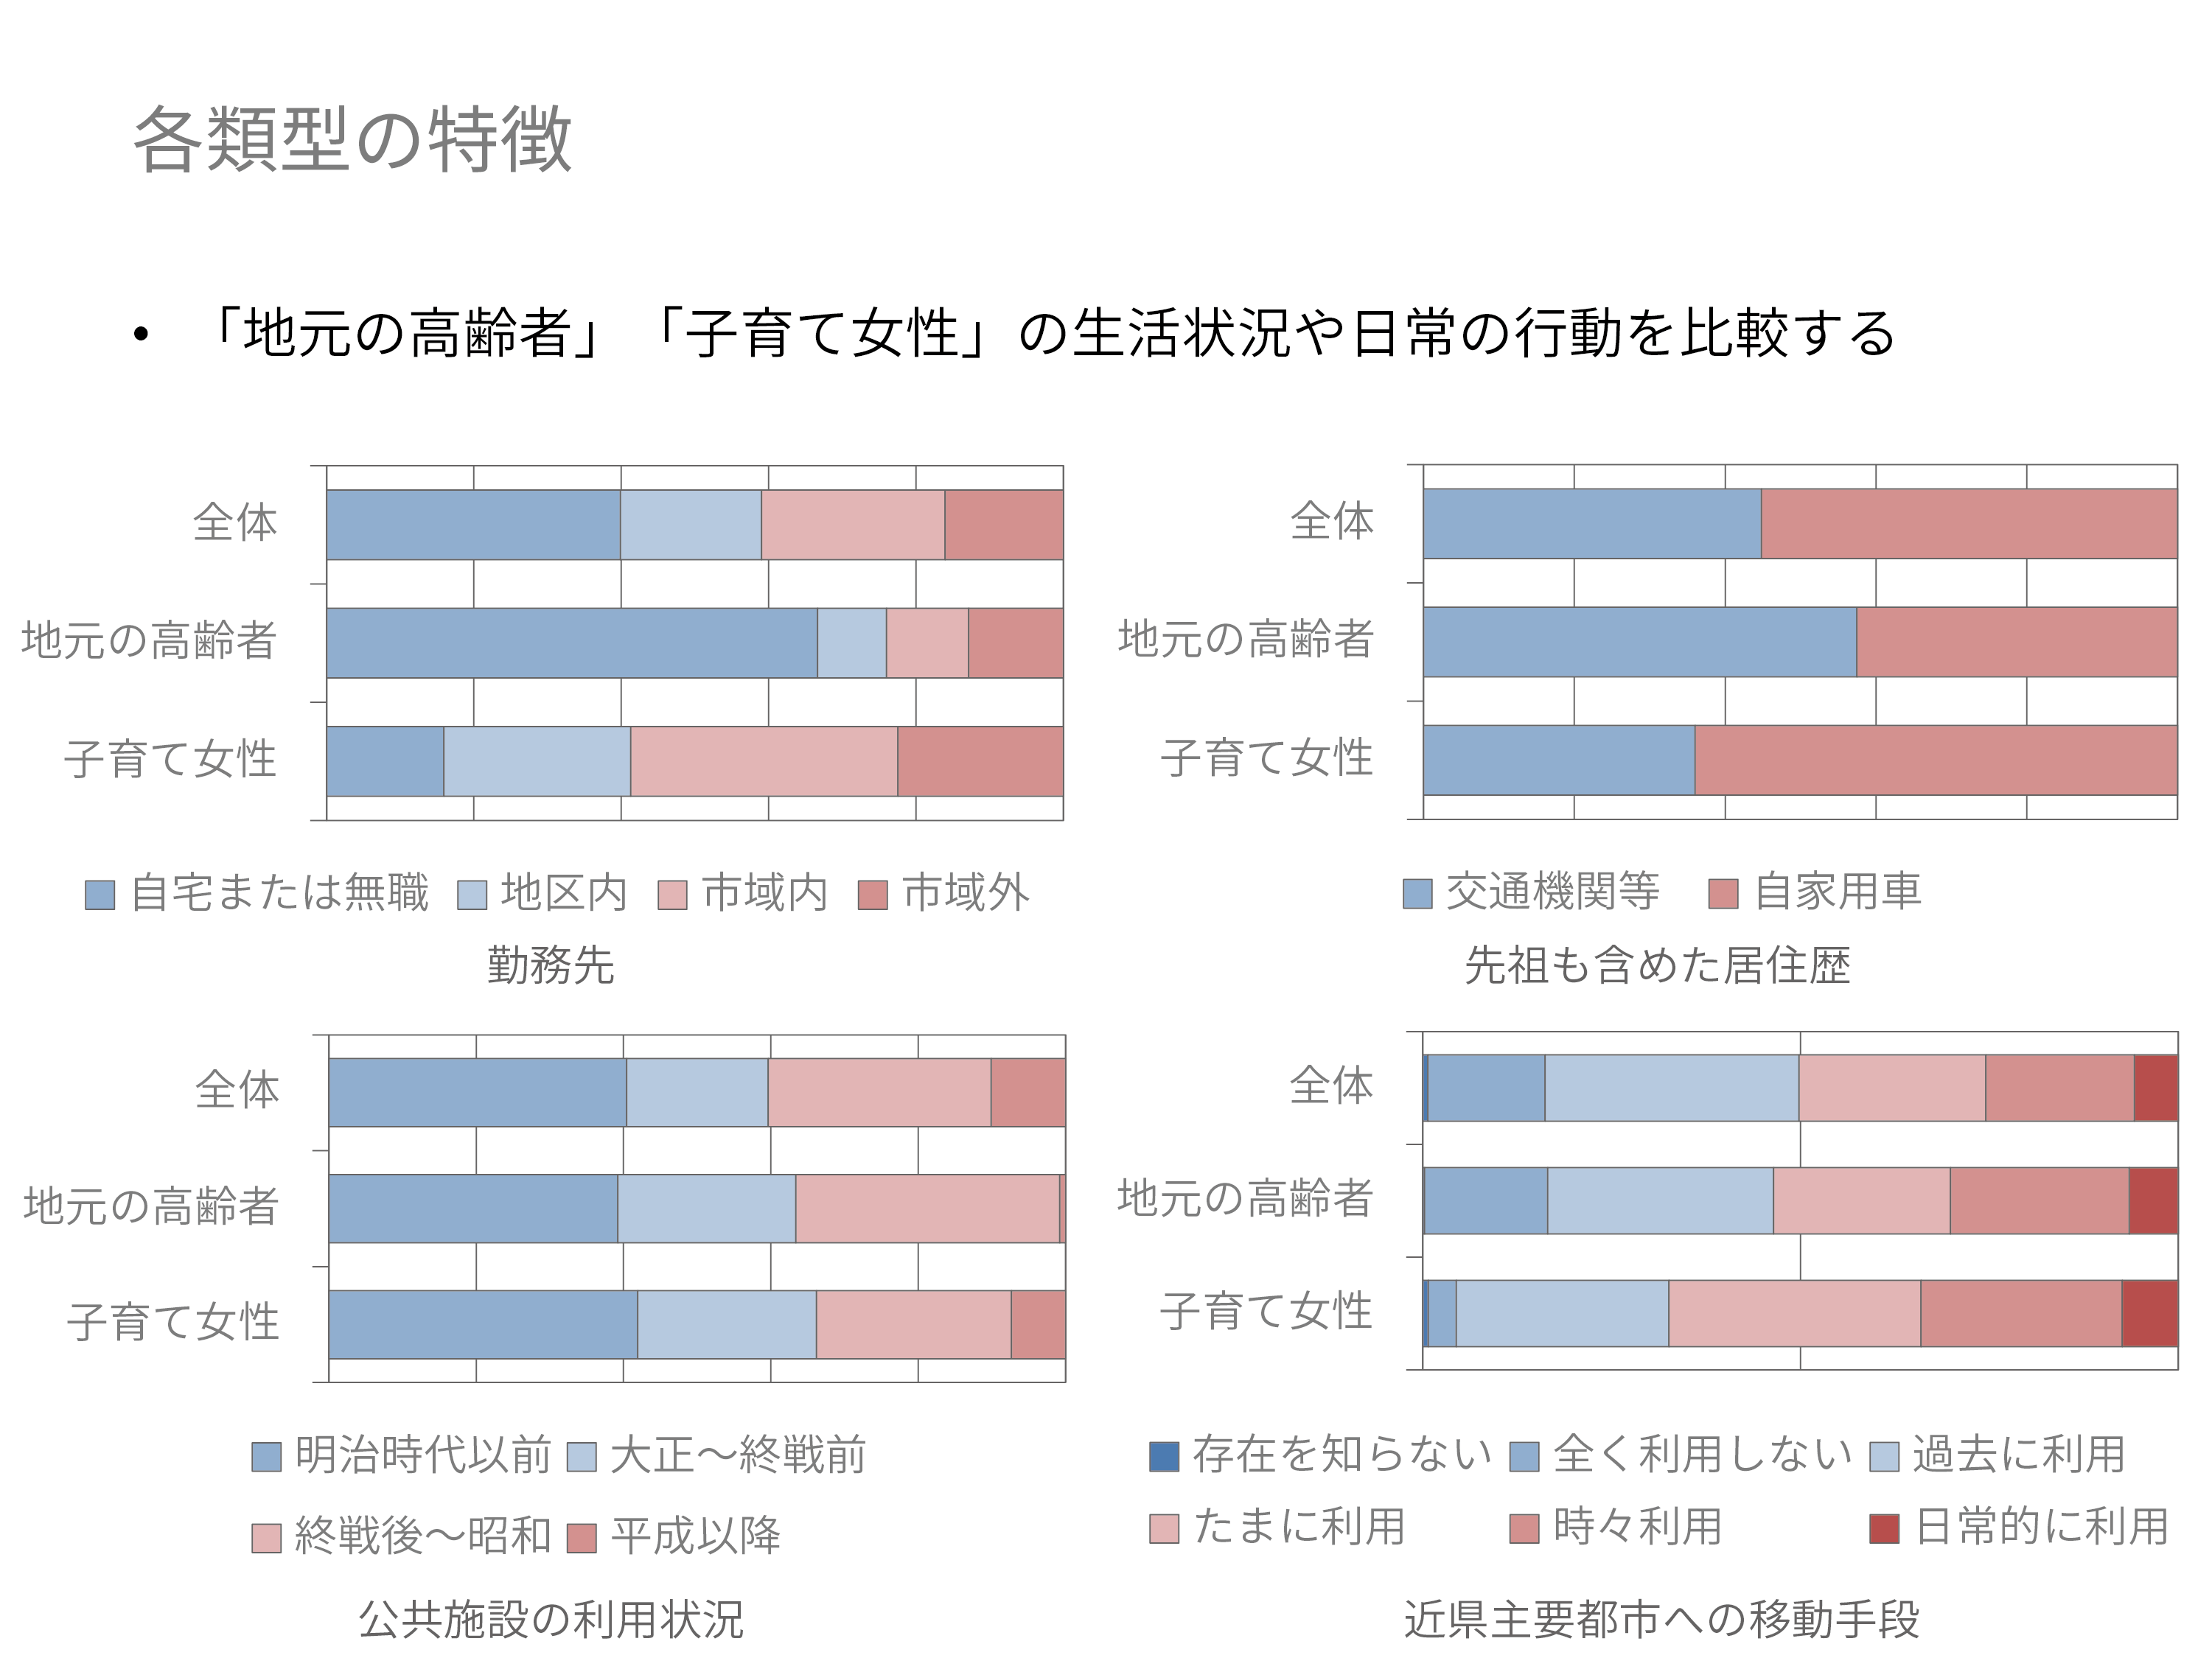 各類型の特徴
• 「地元の高齢者」 「子育て女性」の生活状況や日常の行動を比較する
全体
地元の高齢者
子育て女性
自宅または無職 地区内 市域内 市域外
勤務先
全体
地元の高齢者
子育て女性
交通機関等 自家用車
先祖も含めた居住歴
全体
地元の高齢者
子育て女性
明治時代以前 大正～終戦前
終戦後～昭和 平成以降
公共施設の利用状況
全体
地元の高齢者
子育て女性
存在を知らない 全く利用しない 過去に利用
たまに利用 時々利用 日常的に利用
近県主要都市への移動手段